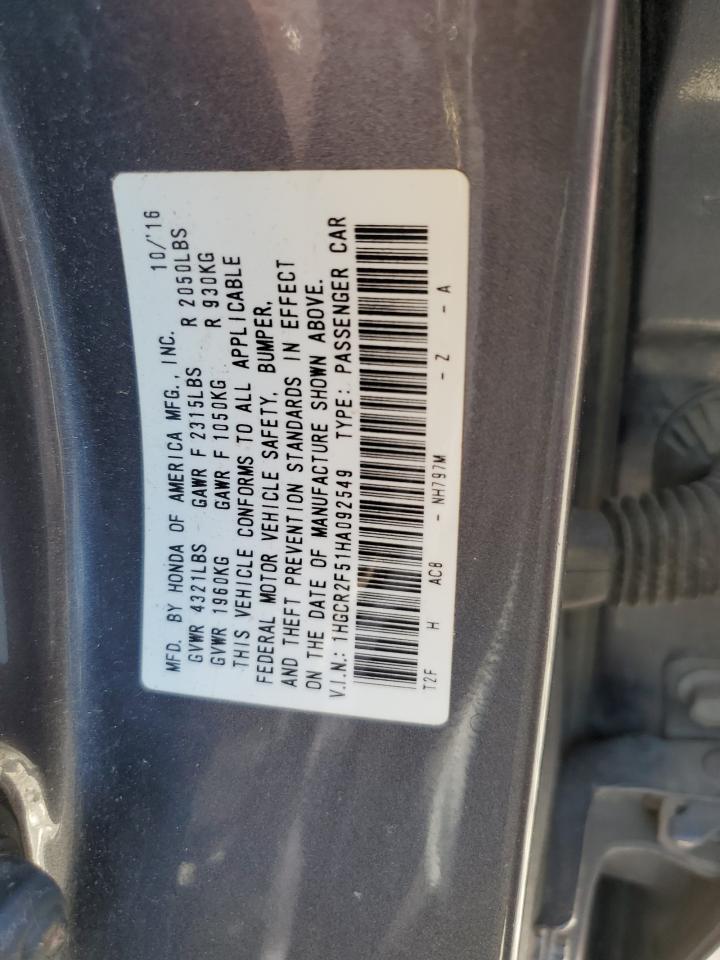 MFD. BY HONDA OF AMERICA MFG., INC. 10/'16
GVWR 4321LBS GAWR F 2315LBS R 2050LBS
GVWR 1960KG GAWR F 1050KG R 930KG
THIS VEHICLE CONFORMS TO ALL APPLICABLE
FEDERAL MOTOR VEHICLE SAFETY, BUMPER,
AND THEFT PREVENTION STANDARDS IN EFFECT
ON THE DATE OF MANUFACTURE SHOWN ABOVE.
V.I.N.: 1HGCR2F51HA092549 TYPE: PASSENGER CAR
T2F H AC8 - NH797M - Z - A